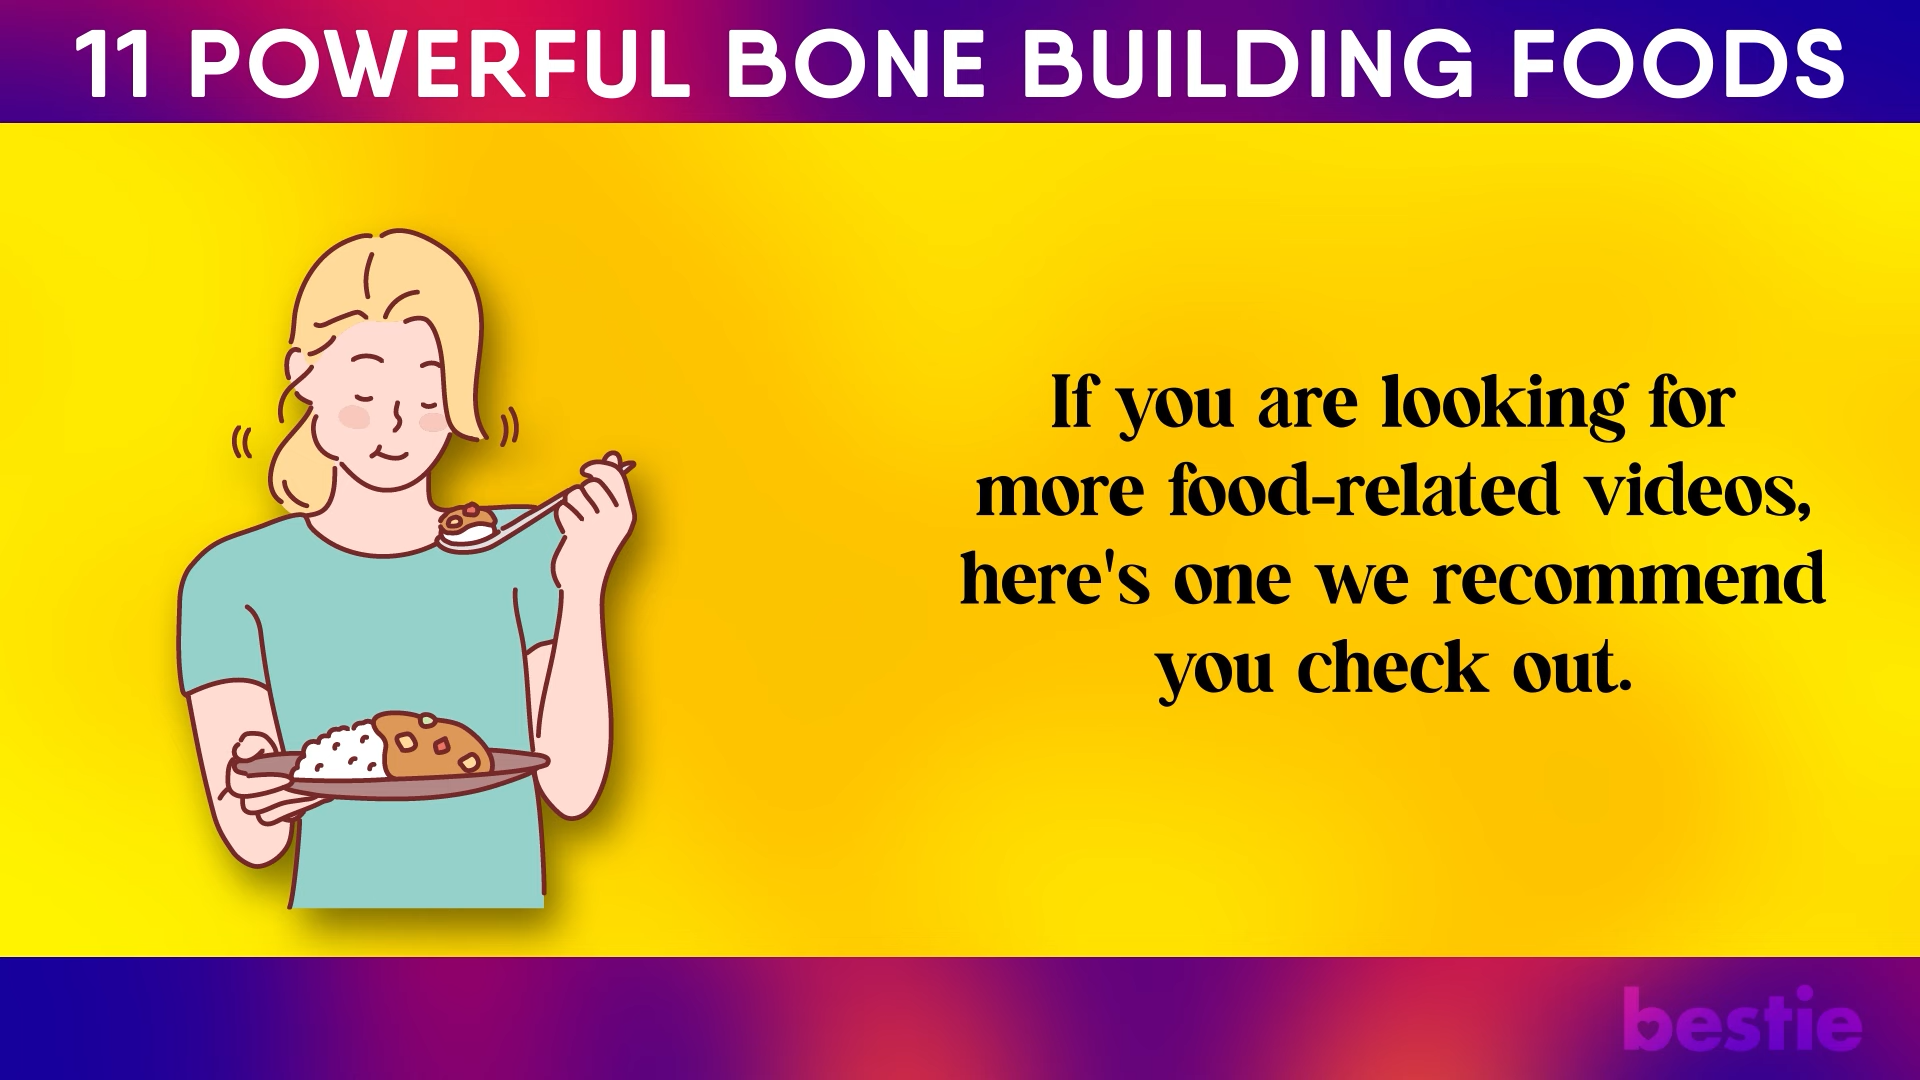 11 POWERFUL BONE BUILDING FOODS
If you are looking for
more food-related videos,
here's one we recommend
you check out.
bestie